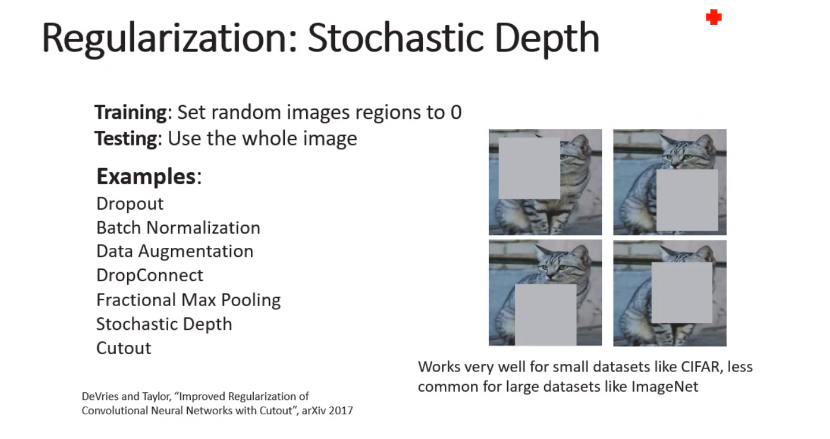 Regularization: Stochastic Depth
Training: Set random images regions to 0
Testing: Use the whole image
Examples:
Dropout
Batch Normalization
Data Augmentation
DropConnect
Fractional Max Pooling
Stochastic Depth
Cutout
Works very well for small datasets like CIFAR, less
common for large datasets like ImageNet
DeVries and Taylor, “Improved Regularization of
Convolutional Neural Networks with Cutout”, arXiv 2017